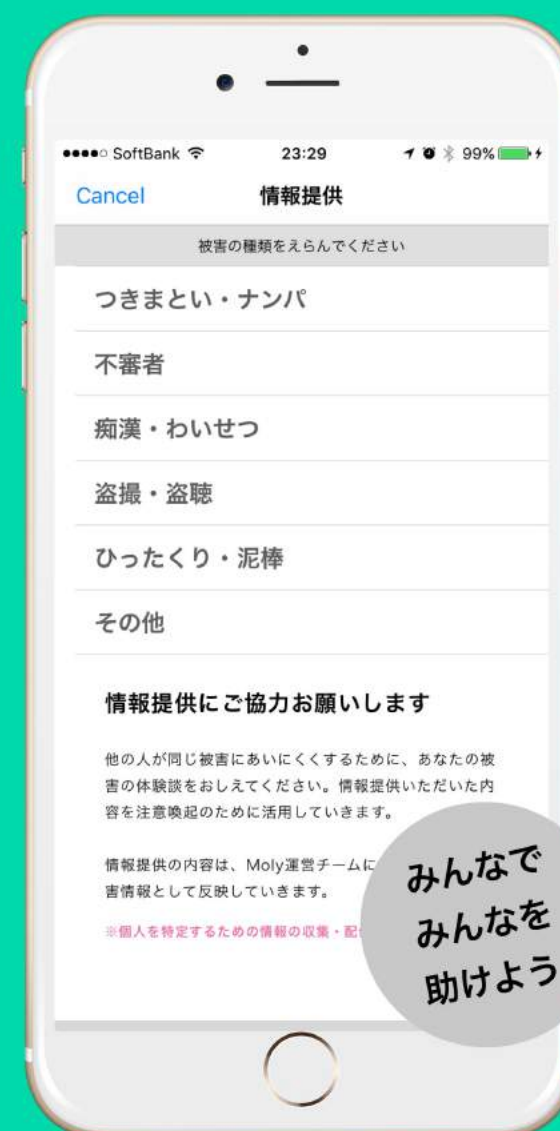 SoftBank 23:29 99%
Cancel 情報提供
被害の種類をえらんでください
つきまとい・ナンパ
不審者
痴漢・わいせつ
盗撮・盗聴
ひったくり・泥棒
その他
情報提供にご協力お願いします
他の人が同じ被害にあいにくくするために、あなたの被
害の体験談をおしえてください。情報提供いただいた内
容を注意喚起のために活用していきます。
情報提供の内容は、Moly運営チームに
害情報として反映していきます。
※個人を特定するための情報の収集・配
みんなで
みんなを
助けよう